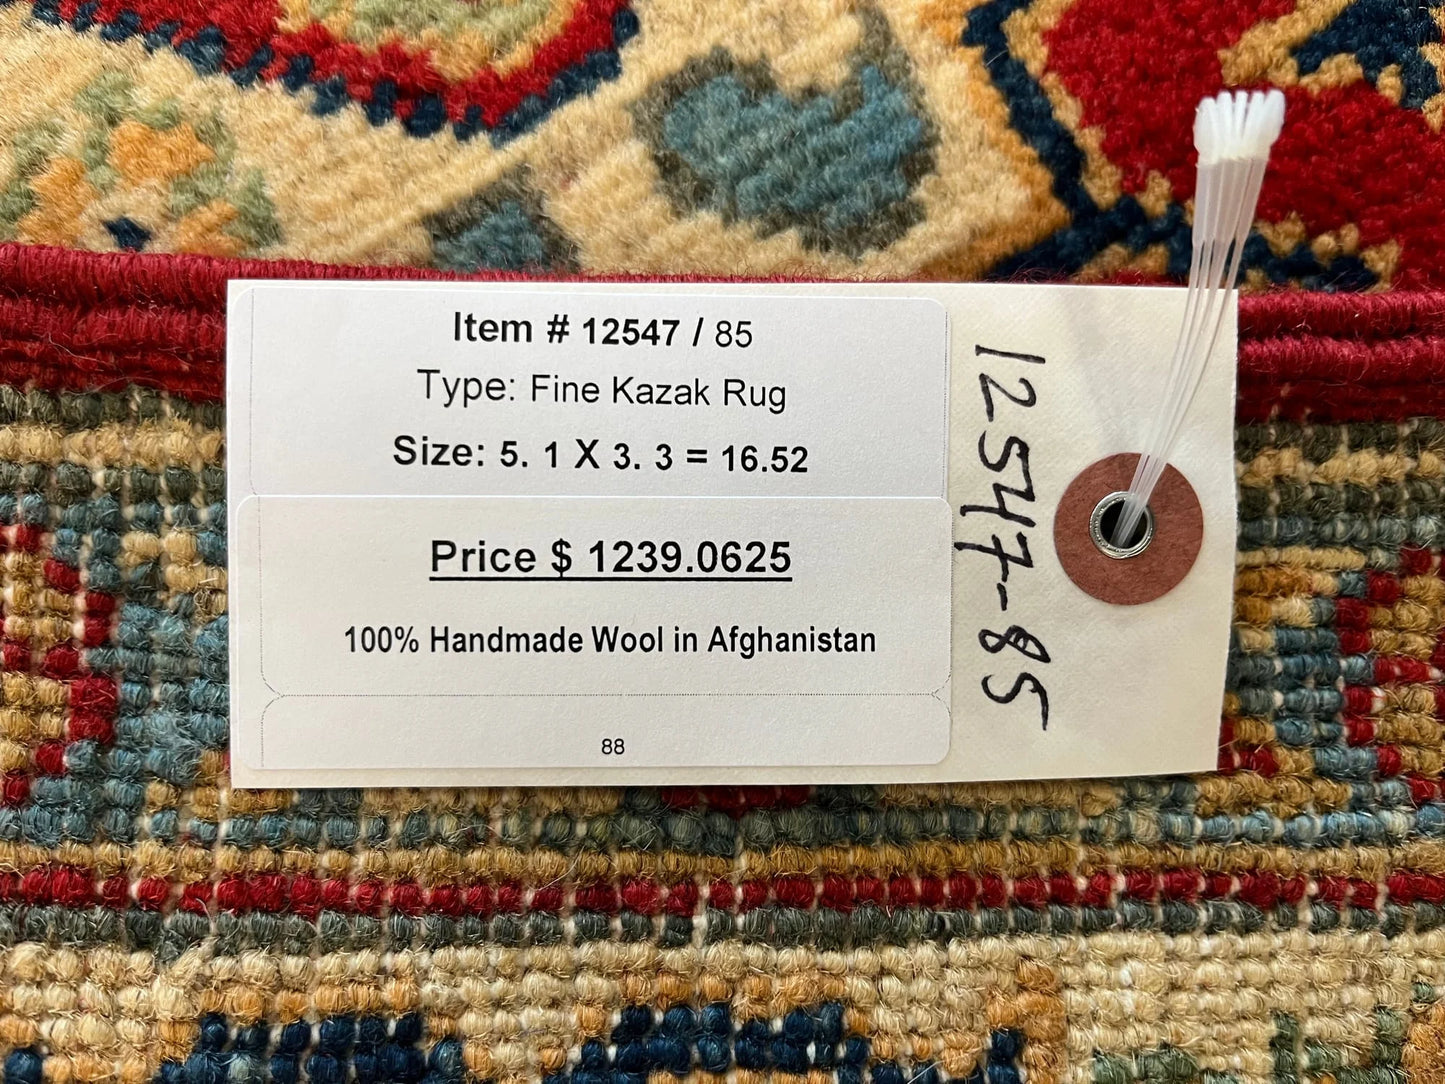 Item # 12547 / 85
Type: Fine Kazak Rug
Size: 5. 1 X 3. 3 = 16.52
Price $ 1239.0625
100% Handmade Wool in Afghanistan
88
12547-85